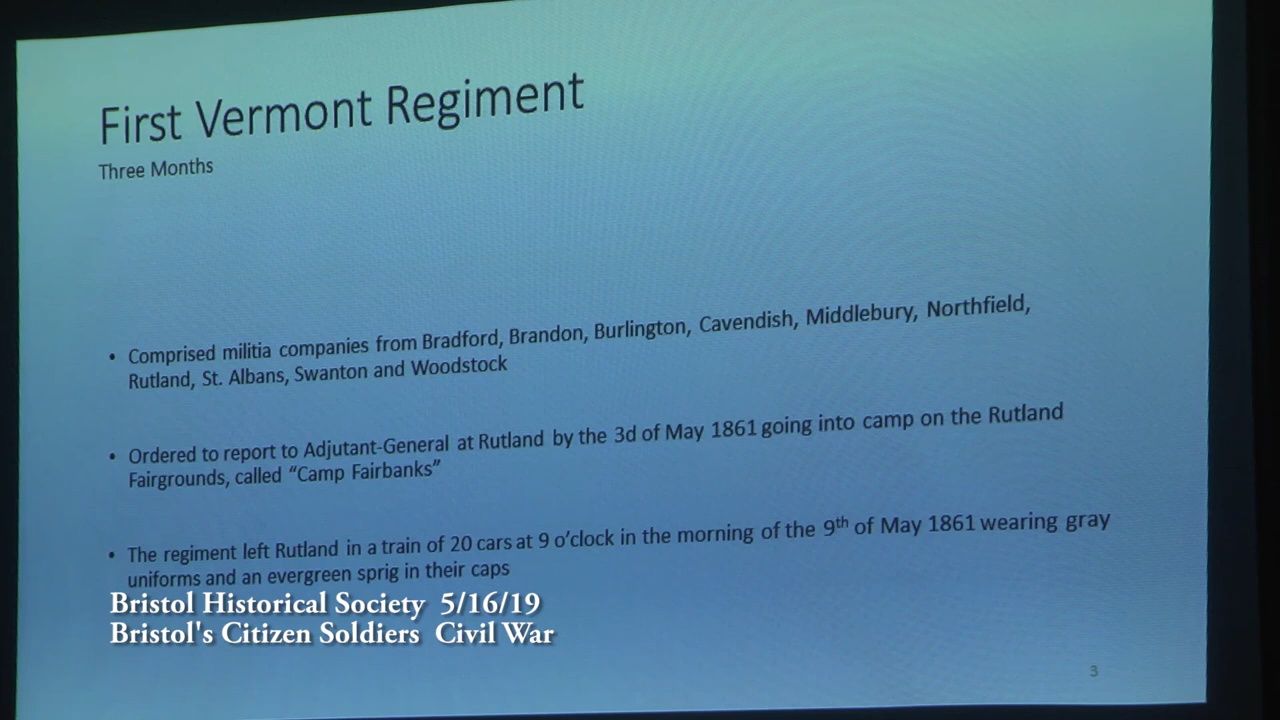 First Vermont Regiment
Three Months
• Comprised militia companies from Bradford, Brandon, Burlington, Cavendish, Middlebury, Northfield,
Rutland, St. Albans, Swanton and Woodstock
• Ordered to report to Adjutant-General at Rutland by the 3d of May 1861 going into camp on the Rutland
Fairgrounds, called “Camp Fairbanks”
• The regiment left Rutland in a train of 20 cars at 9 o’clock in the morning of the 9th of May 1861 wearing gray
uniforms and an evergreen sprig in their caps
Bristol Historical Society 5/16/19
Bristol's Citizen Soldiers Civil War
3